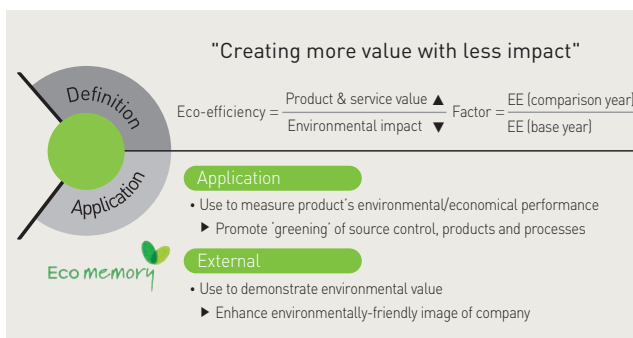 "Creating more value with less impact"
Definition
Eco-efficiency = Product & service value ▲ / Environmental impact ▼ Factor = EE (comparison year) / EE (base year)
Application
Application
• Use to measure product's environmental/economical performance
▶ Promote 'greening' of source control, products and processes
Eco memory
External
• Use to demonstrate environmental value
▶ Enhance environmentally-friendly image of company